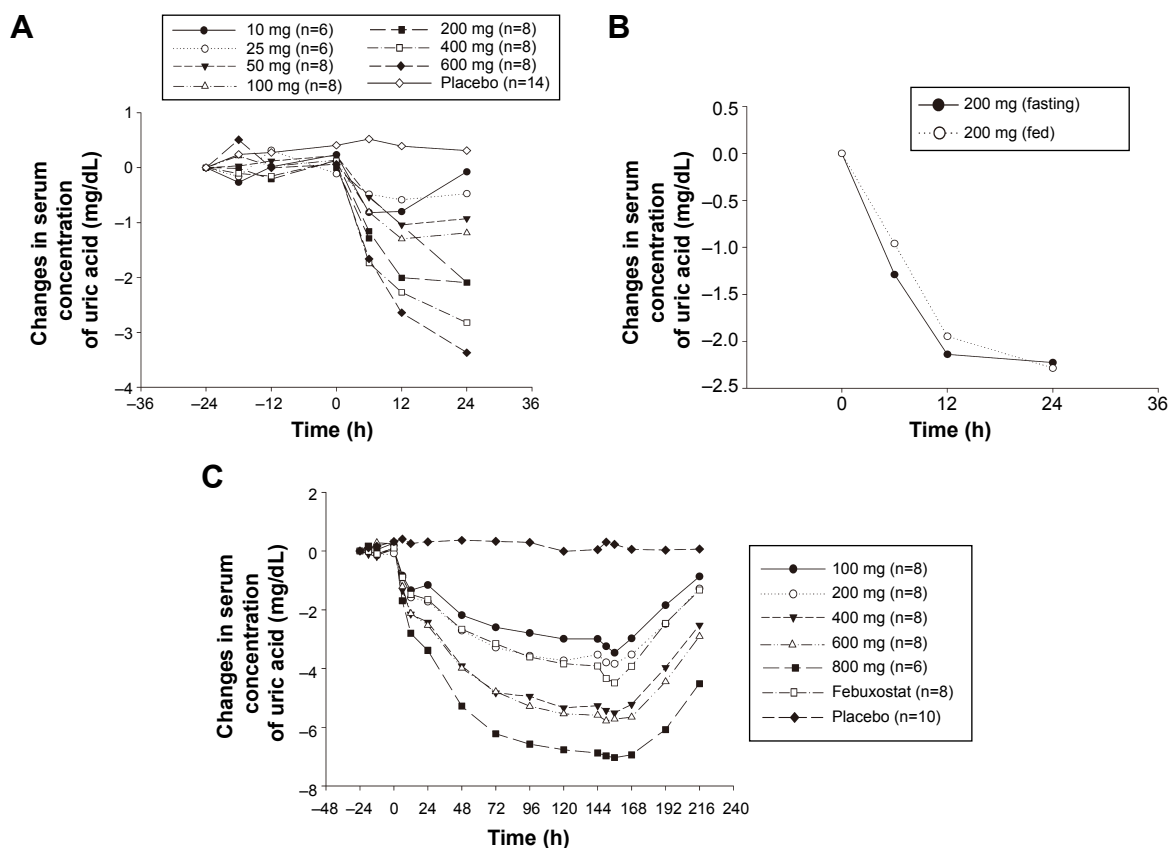 A
10 mg (n=6)
25 mg (n=6)
50 mg (n=8)
100 mg (n=8)
200 mg (n=8)
400 mg (n=8)
600 mg (n=8)
Placebo (n=14)
Changes in serum
concentration
of uric acid (mg/dL)
1
0
–1
–2
–3
–4
–36
–24
–12
0
12
24
36
Time (h)
B
200 mg (fasting)
200 mg (fed)
Changes in serum
concentration
of uric acid (mg/dL)
0.5
0.0
–0.5
–1.0
–1.5
–2.0
–2.5
0
12
24
36
Time (h)
C
Changes in serum
concentration
of uric acid (mg/dL)
2
0
–2
–4
–6
–8
–48
–24
0
24
48
72
96
120
144
168
192
216
240
Time (h)
100 mg (n=8)
200 mg (n=8)
400 mg (n=8)
600 mg (n=8)
800 mg (n=6)
Febuxostat (n=8)
Placebo (n=10)